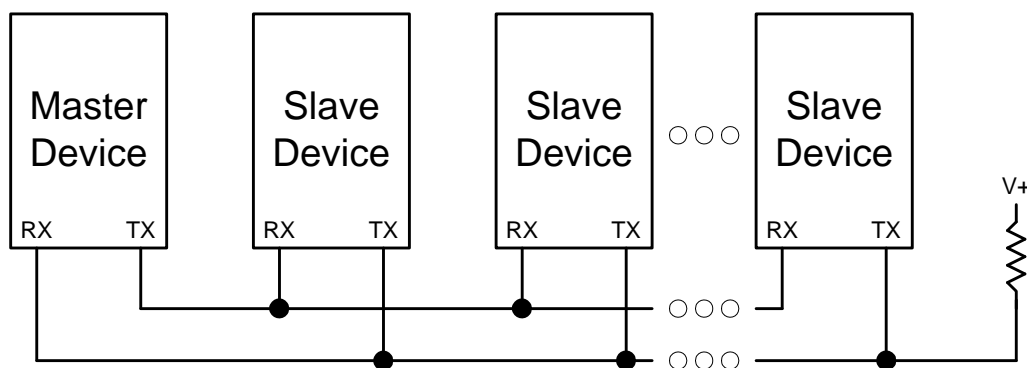 Master
Device
Slave
Device
Slave
Device
Slave
Device
V+
RX TX
RX TX
RX TX
RX TX